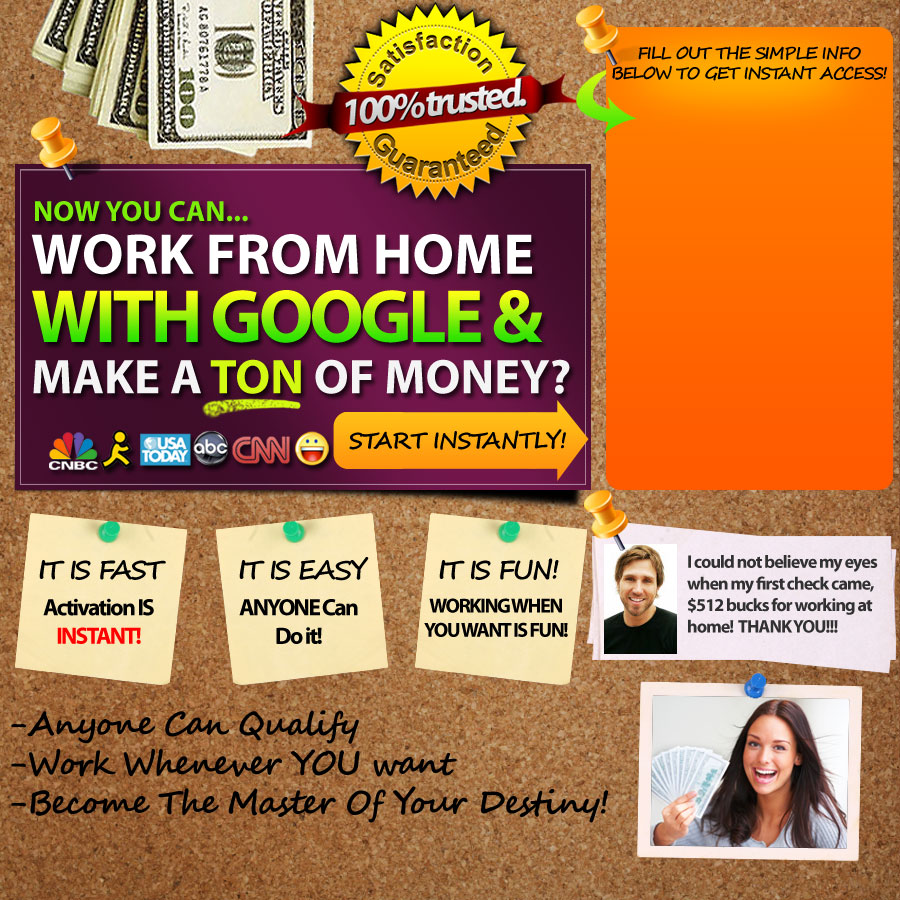 AG80761778A
100
100
Satisfaction
100% trusted.
Guaranteed
FILL OUT THE SIMPLE INFO
BELOW TO GET INSTANT ACCESS!
NOW YOU CAN...
WORK FROM HOME
WITH GOOGLE &
MAKE A TON OF MONEY?
CNBC
USA
TODAY
abc
CNN
START INSTANTLY!
IT IS FAST
Activation IS
INSTANT!
IT IS EASY
ANYONE Can
Do it!
IT IS FUN!
WORKING WHEN
YOU WANT IS FUN!
I could not believe my eyes
when my first check came,
$512 bucks for working at
home! THANK YOU!!!
-Anyone Can Qualify
-Work Whenever YOU want
-Become The Master Of Your Destiny!